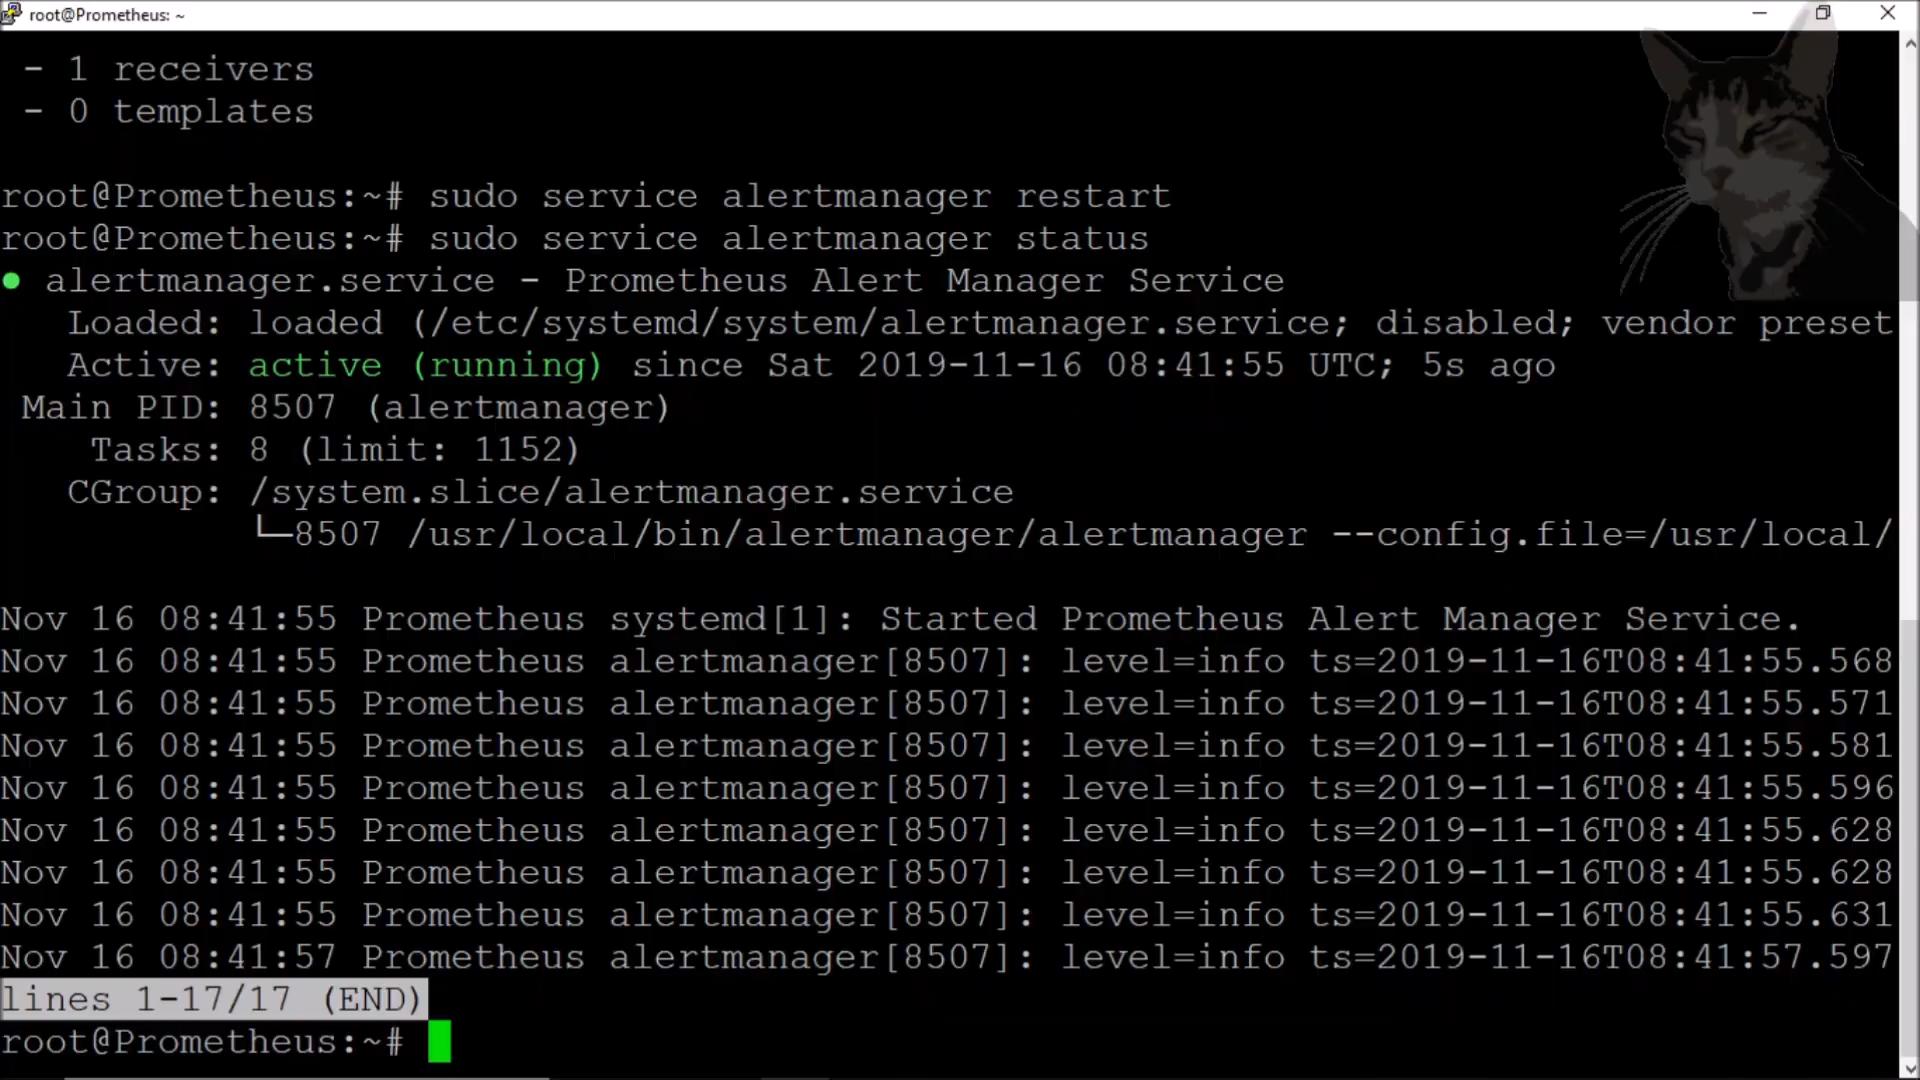 root@Prometheus: ~
- 1 receivers
- 0 templates
root@Prometheus:~# sudo service alertmanager restart
root@Prometheus:~# sudo service alertmanager status
● alertmanager.service - Prometheus Alert Manager Service
Loaded: loaded (/etc/systemd/system/alertmanager.service; disabled; vendor preset
Active: active (running) since Sat 2019-11-16 08:41:55 UTC; 5s ago
Main PID: 8507 (alertmanager)
Tasks: 8 (limit: 1152)
CGroup: /system.slice/alertmanager.service
└─8507 /usr/local/bin/alertmanager/alertmanager --config.file=/usr/local/
Nov 16 08:41:55 Prometheus systemd[1]: Started Prometheus Alert Manager Service.
Nov 16 08:41:55 Prometheus alertmanager[8507]: level=info ts=2019-11-16T08:41:55.568
Nov 16 08:41:55 Prometheus alertmanager[8507]: level=info ts=2019-11-16T08:41:55.571
Nov 16 08:41:55 Prometheus alertmanager[8507]: level=info ts=2019-11-16T08:41:55.581
Nov 16 08:41:55 Prometheus alertmanager[8507]: level=info ts=2019-11-16T08:41:55.596
Nov 16 08:41:55 Prometheus alertmanager[8507]: level=info ts=2019-11-16T08:41:55.628
Nov 16 08:41:55 Prometheus alertmanager[8507]: level=info ts=2019-11-16T08:41:55.628
Nov 16 08:41:55 Prometheus alertmanager[8507]: level=info ts=2019-11-16T08:41:55.631
Nov 16 08:41:57 Prometheus alertmanager[8507]: level=info ts=2019-11-16T08:41:57.597
lines 1-17/17 (END)
root@Prometheus:~#